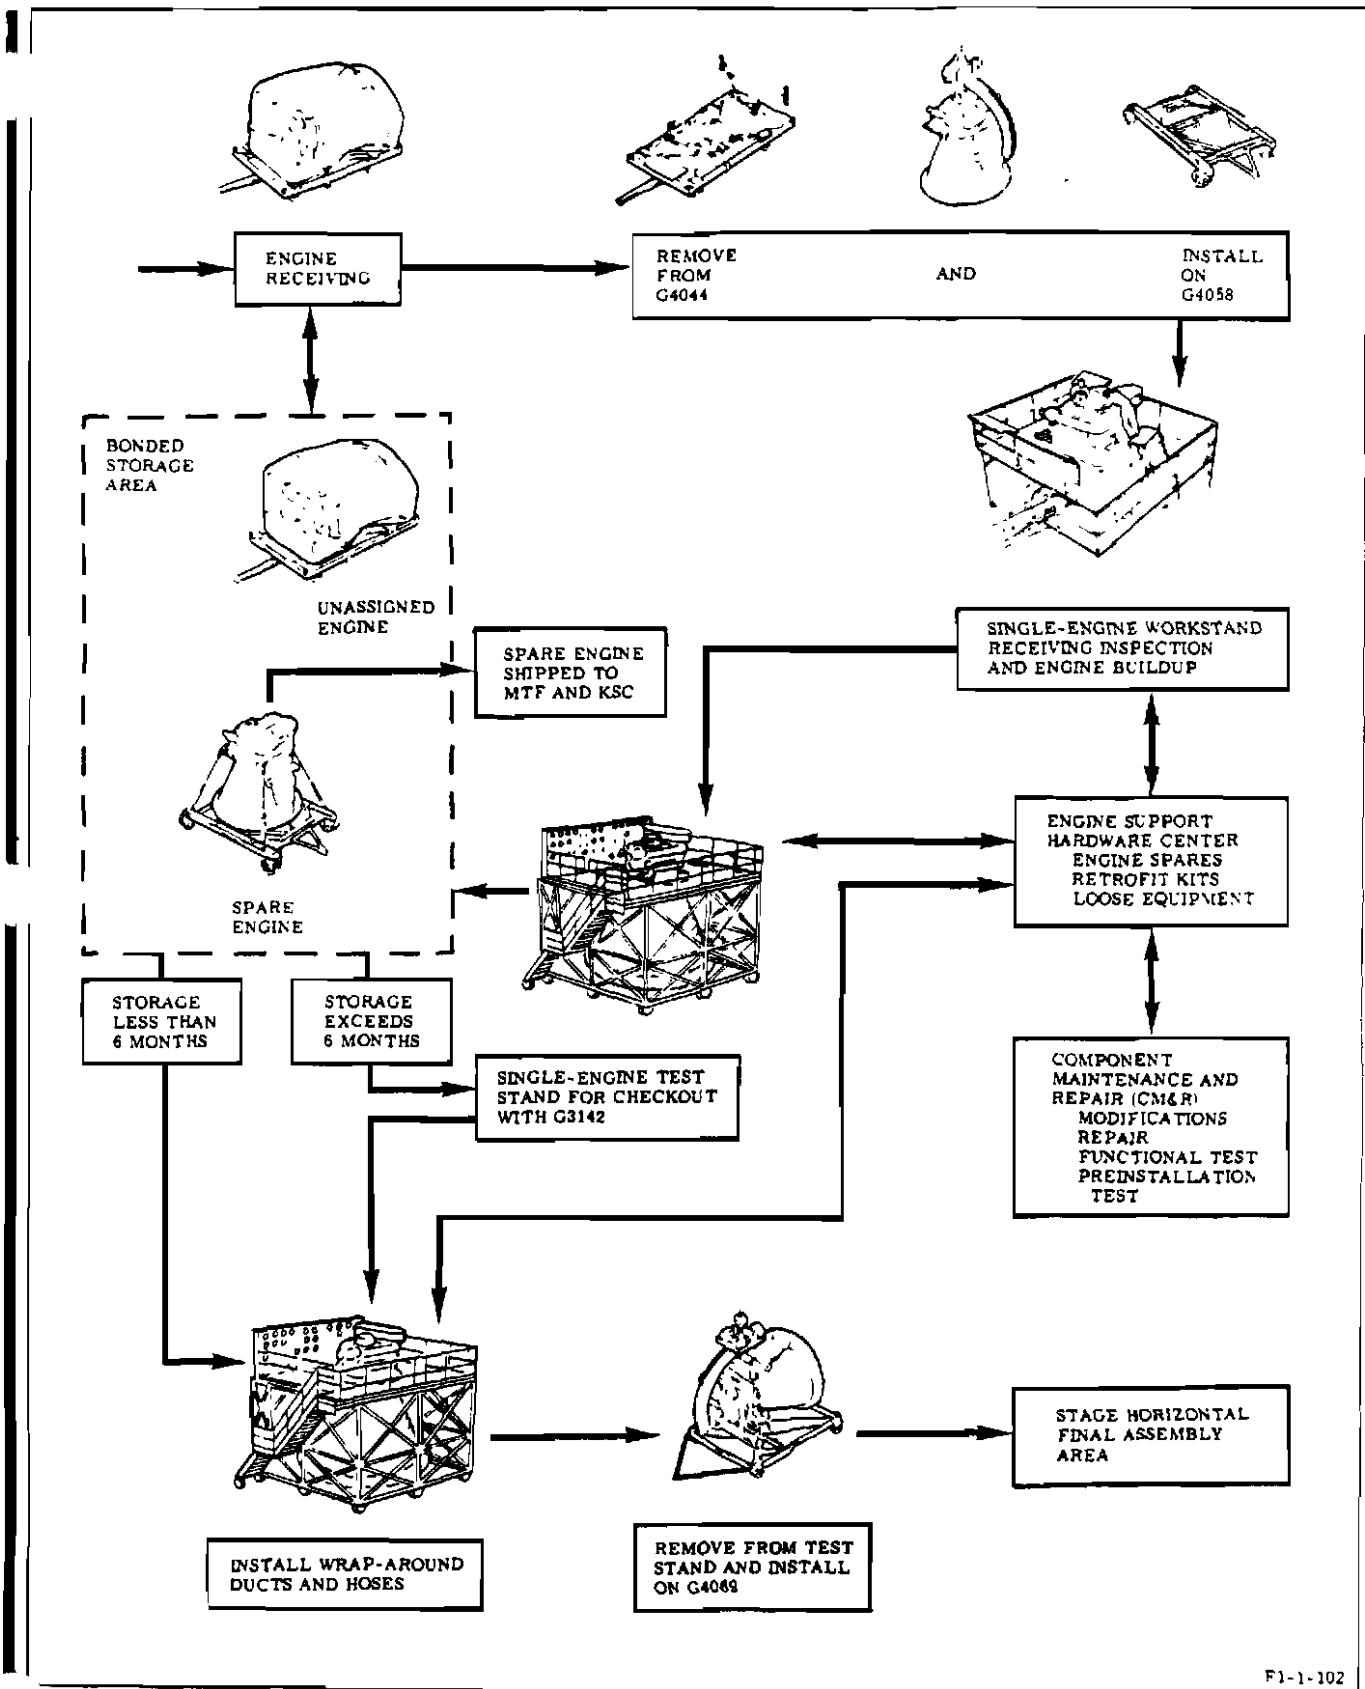 ENGINE
RECEIVING
REMOVE
FROM
G4044
AND
INSTALL
ON
G4058
BONDED
STORAGE
AREA
UNASSIGNED
ENGINE
SPARE ENGINE
SHIPPED TO
MTF AND KSC
SINGLE-ENGINE WORKSTAND
RECEIVING INSPECTION
AND ENGINE BUILDUP
SPARE
ENGINE
ENGINE SUPPORT
HARDWARE CENTER
ENGINE SPARES
RETROFIT KITS
LOOSE EQUIPMENT
STORAGE
LESS THAN
6 MONTHS
STORAGE
EXCEEDS
6 MONTHS
SINGLE-ENGINE TEST
STAND FOR CHECKOUT
WITH G3142
COMPONENT
MAINTENANCE AND
REPAIR (CM&R)
MODIFICATIONS
REPAIR
FUNCTIONAL TEST
PREINSTALLATION
TEST
STAGE HORIZONTAL
FINAL ASSEMBLY
AREA
INSTALL WRAP-AROUND
DUCTS AND HOSES
REMOVE FROM TEST
STAND AND INSTALL
ON G4069
F1-1-102